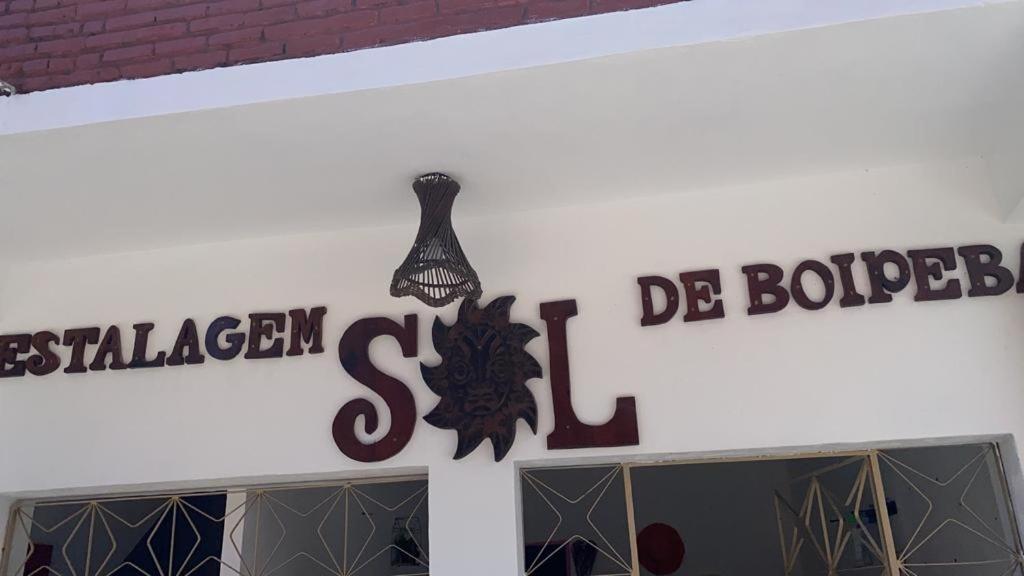 ESTALAGEM SOL DE BOIPEBA